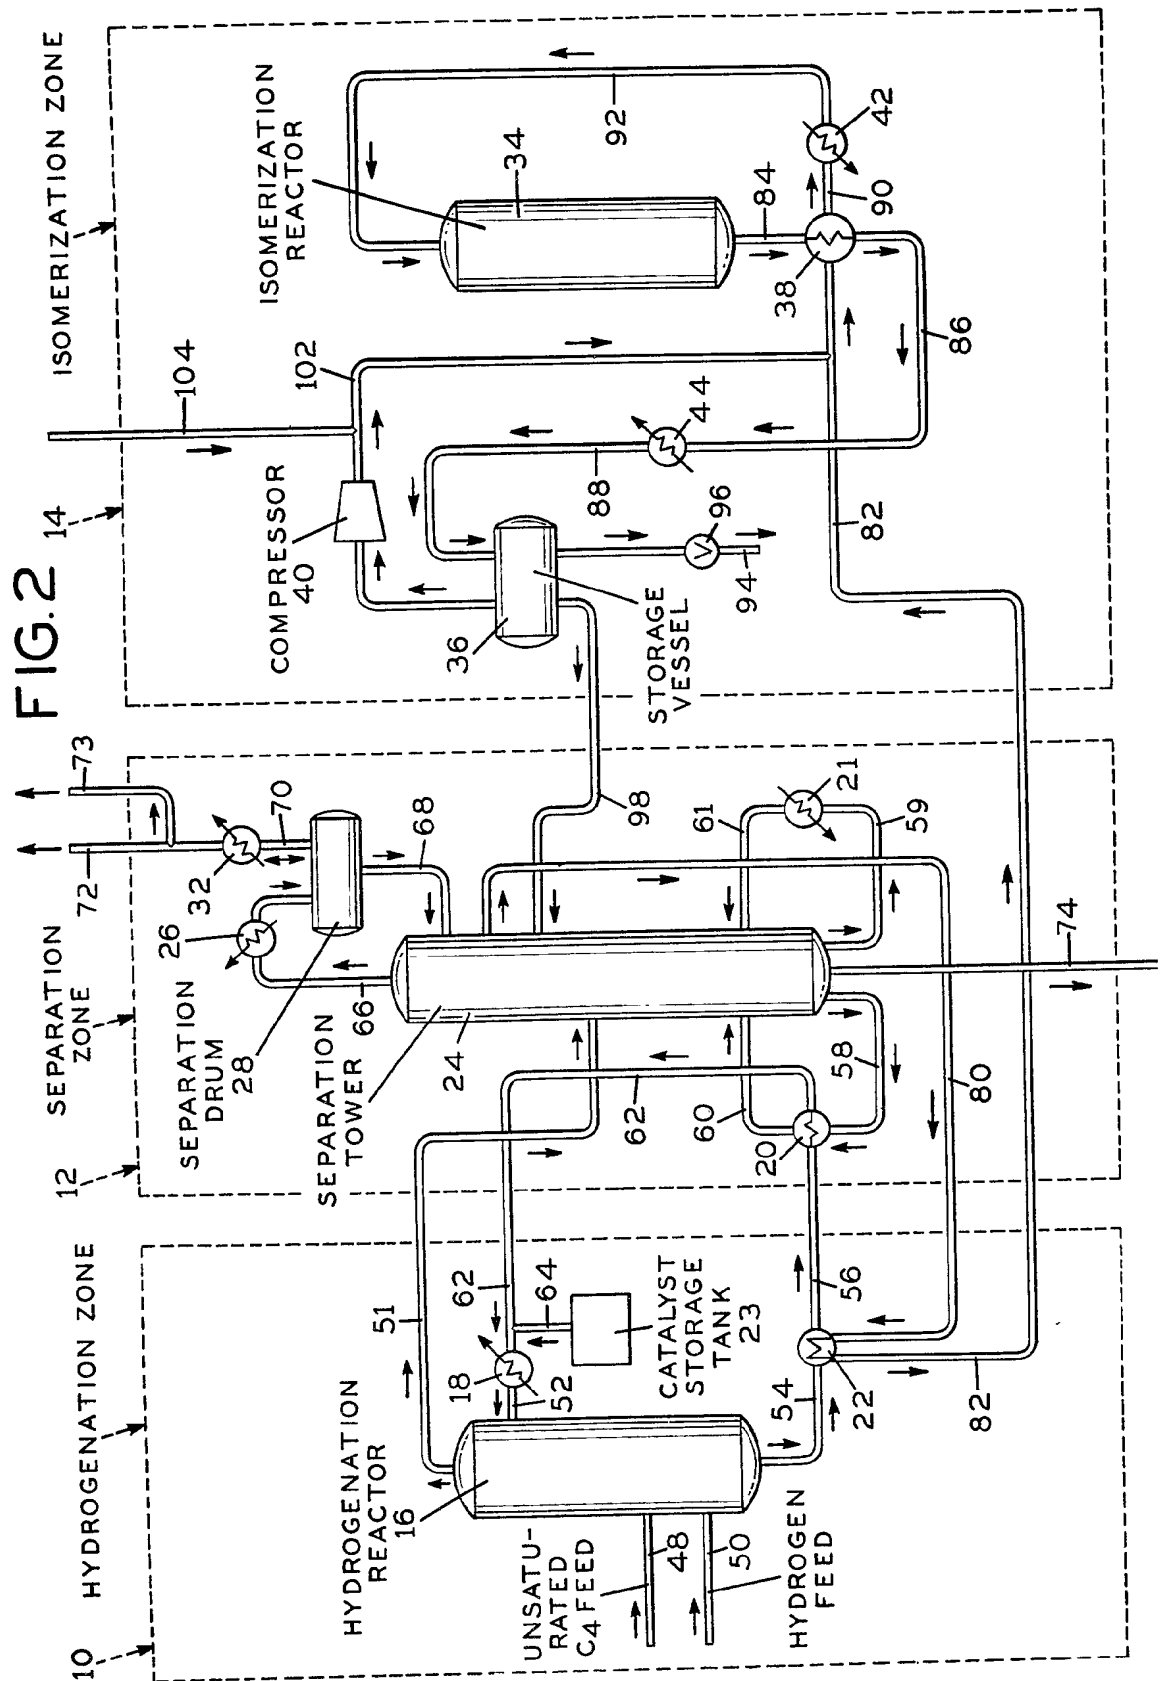 FIG. 2
10
HYDROGENATION ZONE
12
SEPARATION
ZONE
14
ISOMERIZATION ZONE
HYDROGENATION
REACTOR
16
UNSATU-
RATED
C4 FEED
48
50
HYDROGEN
FEED
51
62
64
18
52
CATALYST
STORAGE
TANK
23
54
22
56
82
SEPARATION
DRUM
28
SEPARATION
TOWER
24
66
26
32
72
73
70
68
98
62
60
20
58
61
21
59
80
74
COMPRESSOR
40
36
STORAGE
VESSEL
104
102
88
44
96
94
82
86
ISOMERIZATION
REACTOR
34
92
84
38
90
42